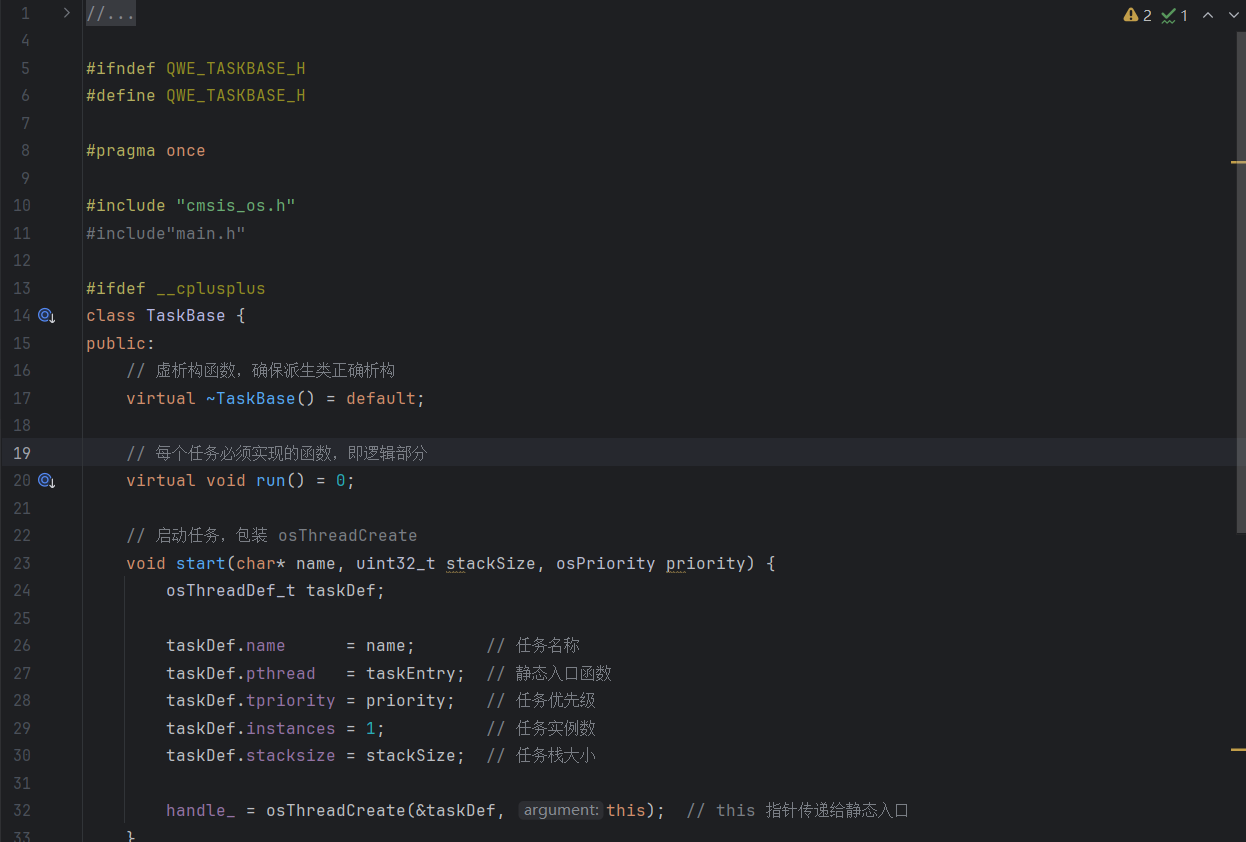 1 //... 2 1
4
5 #ifndef QWE_TASKBASE_H
6 #define QWE_TASKBASE_H
7
8 #pragma once
9
10 #include "cmsis_os.h"
11 #include"main.h"
12
13 #ifdef __cplusplus
14 class TaskBase {
15 public:
16 // 虚析构函数，确保派生类正确析构
17 virtual ~TaskBase() = default;
18
19 // 每个任务必须实现的函数，即逻辑部分
20 virtual void run() = 0;
21
22 // 启动任务，包装 osThreadCreate
23 void start(char* name, uint32_t stackSize, osPriority priority) {
24 osThreadDef_t taskDef;
25
26 taskDef.name = name; // 任务名称
27 taskDef.pthread = taskEntry; // 静态入口函数
28 taskDef.tpriority = priority; // 任务优先级
29 taskDef.instances = 1; // 任务实例数
30 taskDef.stacksize = stackSize; // 任务栈大小
31
32 handle_ = osThreadCreate(&taskDef, argument: this); // this 指针传递给静态入口
33 }